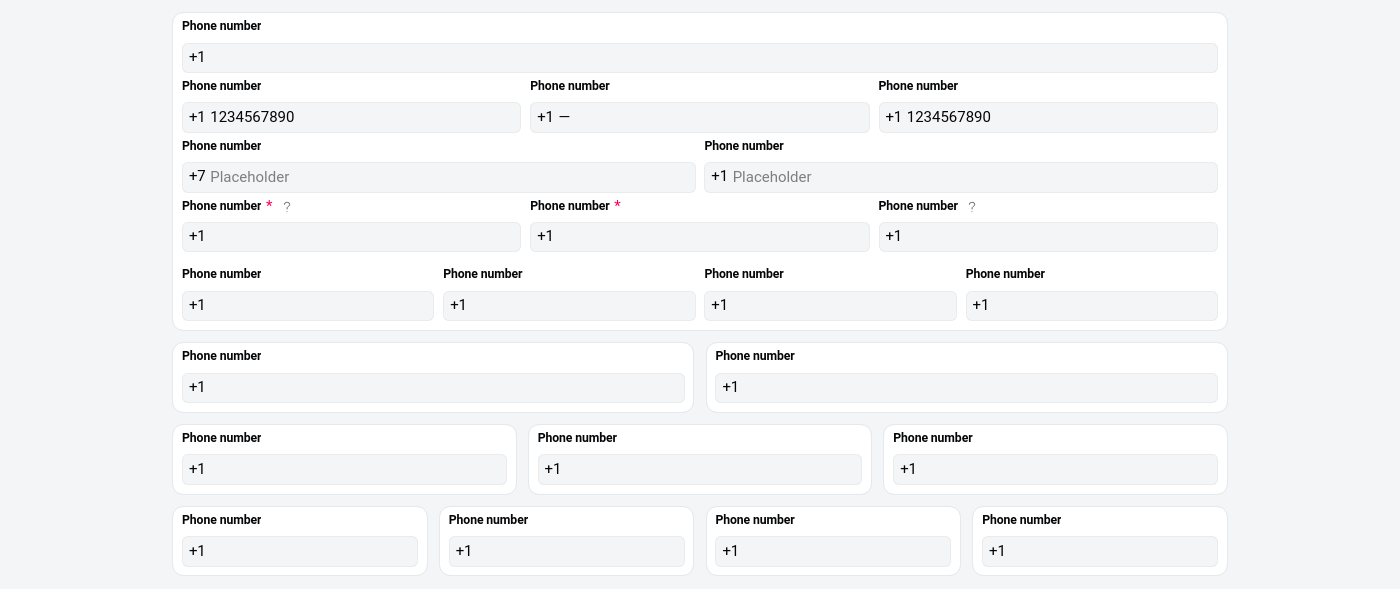 Phone number
+1
Phone number Phone number Phone number
+1 1234567890 +1 — +1 1234567890
Phone number Phone number
+7 Placeholder +1 Placeholder
Phone number * ? Phone number * Phone number ?
+1 +1 +1
Phone number Phone number Phone number Phone number
+1 +1 +1 +1
Phone number Phone number
+1 +1
Phone number Phone number Phone number
+1 +1 +1
Phone number Phone number Phone number Phone number
+1 +1 +1 +1